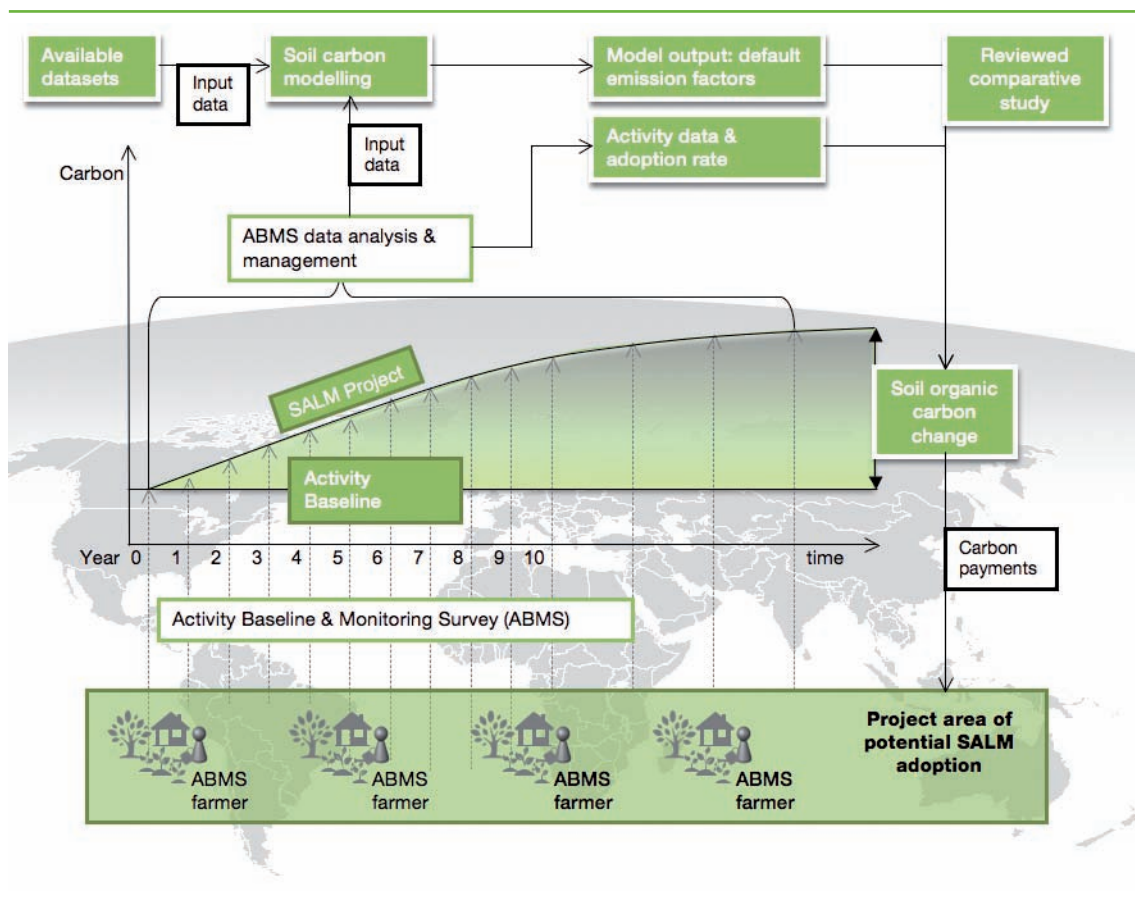 Available
datasets
Input
data
Soil carbon
modelling
Model output: default
emission factors
Reviewed
comparative
study
Input
data
Activity data &
adoption rate
Carbon
ABMS data analysis &
management
SALM Project
Activity
Baseline
Soil organic
carbon
change
Year 0 1 2 3 4 5 6 7 8 9 10 time
Carbon
payments
Activity Baseline & Monitoring Survey (ABMS)
ABMS
farmer
ABMS
farmer
ABMS
farmer
ABMS
farmer
Project area of
potential SALM
adoption